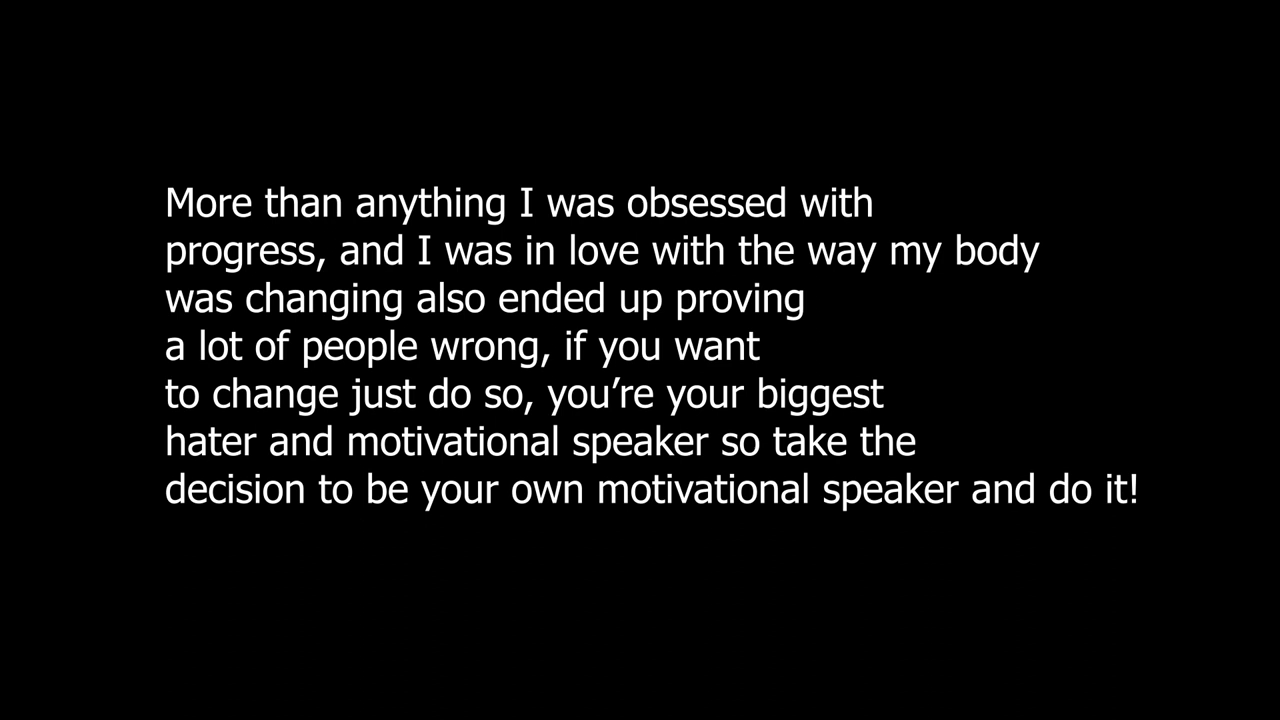 More than anything I was obsessed with
progress, and I was in love with the way my body
was changing also ended up proving
a lot of people wrong, if you want
to change just do so, you’re your biggest
hater and motivational speaker so take the
decision to be your own motivational speaker and do it!